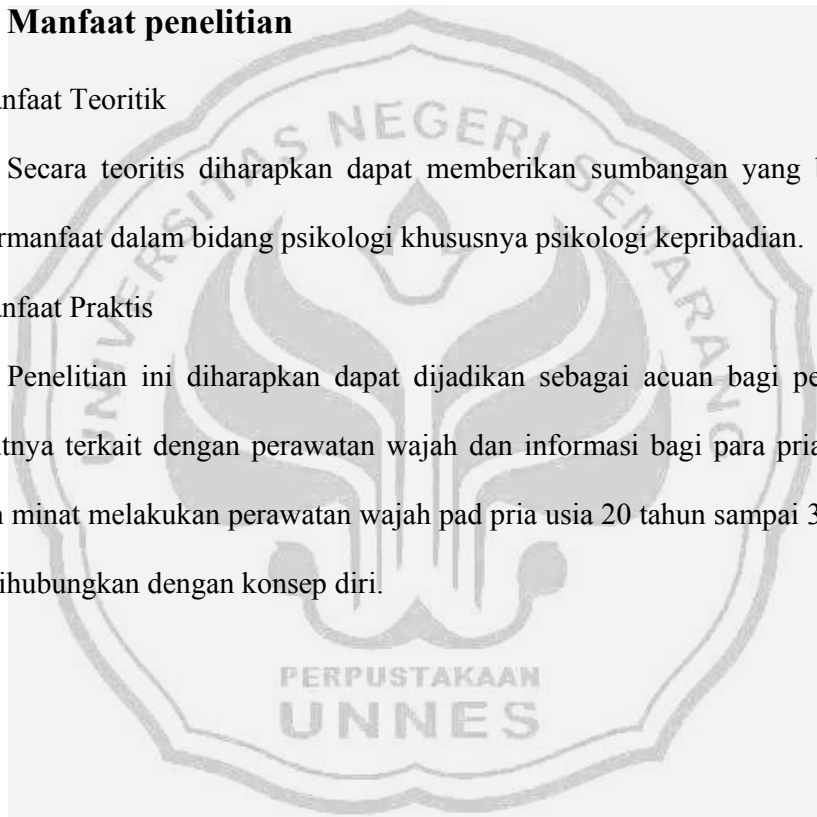 Manfaat penelitian
nfaat Teoritik
Secara teoritis diharapkan dapat memberikan sumbangan yang b
rmanfaat dalam bidang psikologi khususnya psikologi kepribadian.
nfaat Praktis
Penelitian ini diharapkan dapat dijadikan sebagai acuan bagi pe
tnya terkait dengan perawatan wajah dan informasi bagi para pria
n minat melakukan perawatan wajah pad pria usia 20 tahun sampai 3
ihubungkan dengan konsep diri.
UNIVERSITAS NEGERI SEMARANG
PERPUSTAKAAN
UNNES